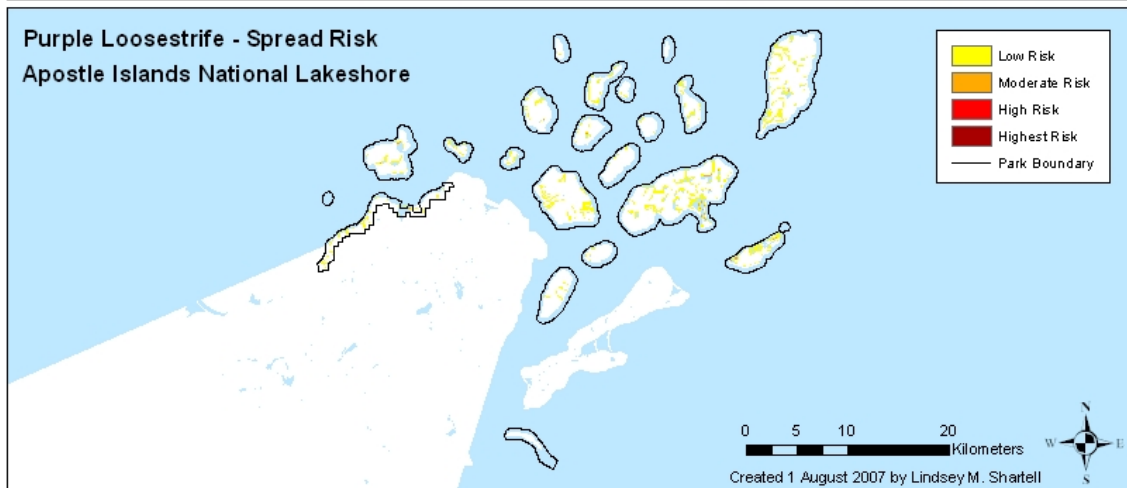 Purple Loosestrife - Spread Risk
Apostle Islands National Lakeshore
Low Risk
Moderate Risk
High Risk
Highest Risk
Park Boundary
0 5 10 20
Kilometers
N
W E
S
Created 1 August 2007 by Lindsey M. Shartell